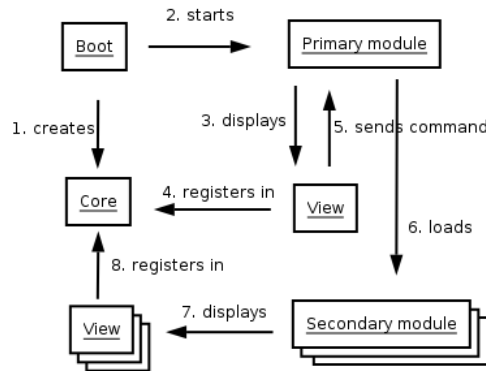 2. starts
Boot
Primary module
1. creates
3. displays
5. sends command
4. registers in
Core
View
6. loads
8. registers in
7. displays
View
Secondary module